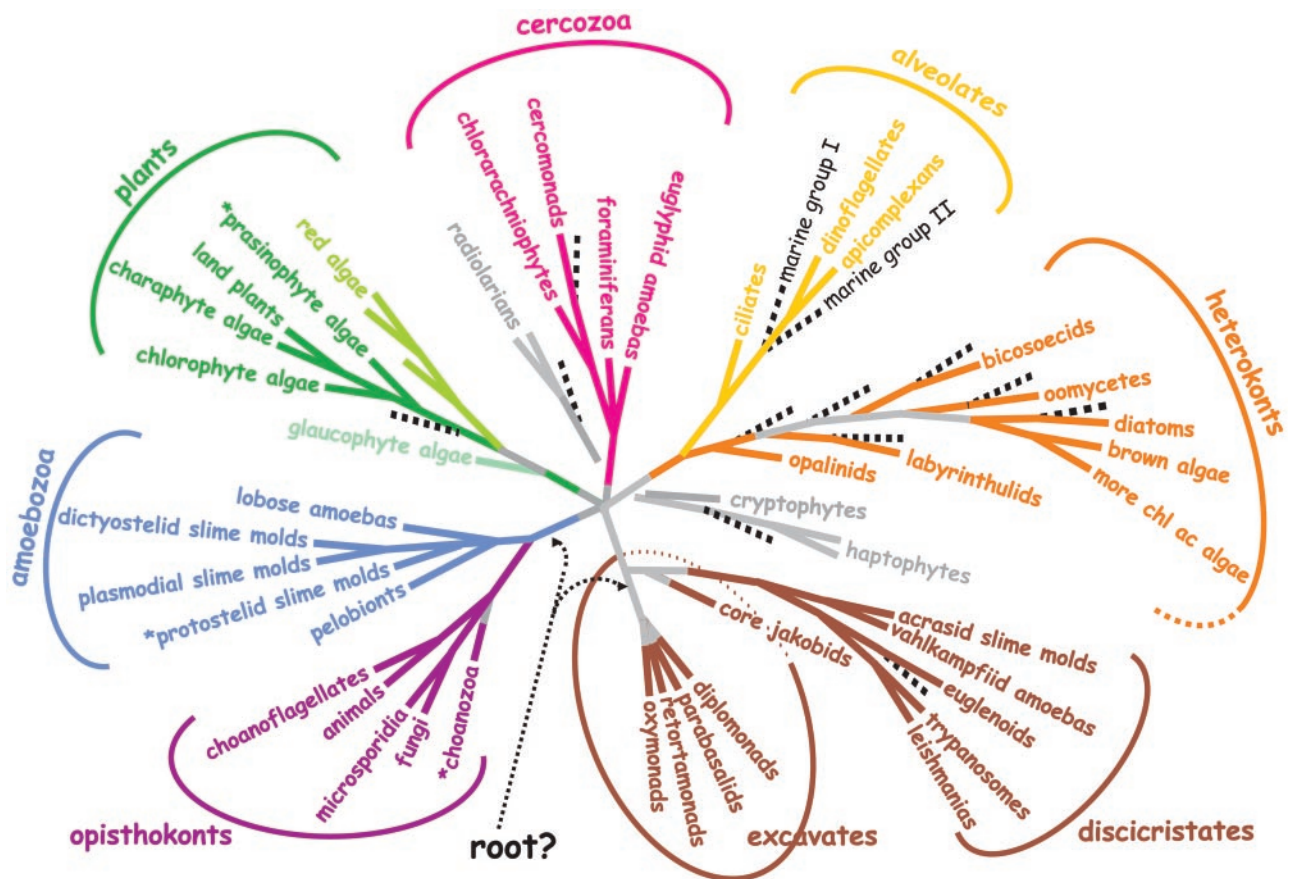 cercozoa
alveolates
plants
heterokonts
amoebozoa
opisthokonts
excavates
discicristates
root?
red algae
*prasinophyte algae
land plants
charaphyte algae
chlorophyte algae
glaucophyte algae
radiolarians
chlorarachniophytes
cercomonads
foraminiferans
euglyphid amoebas
ciliates
marine group I
dinoflagellates
apicomplexans
marine group II
bicosoecids
oomycetes
diatoms
brown algae
more chl ac algae
labyrinthulids
opalinids
cryptophytes
haptophytes
lobose amoebas
dictyostelid slime molds
plasmodial slime molds
*protostelid slime molds
pelobionts
choanoflagellates
animals
microsporidia
fungi
*choanozoa
core jakobids
diplomonads
parabasalids
retortamonads
oxymonads
acrasid slime molds
vahlkampfiid amoebas
euglenoids
trypanosomes
leishmanias